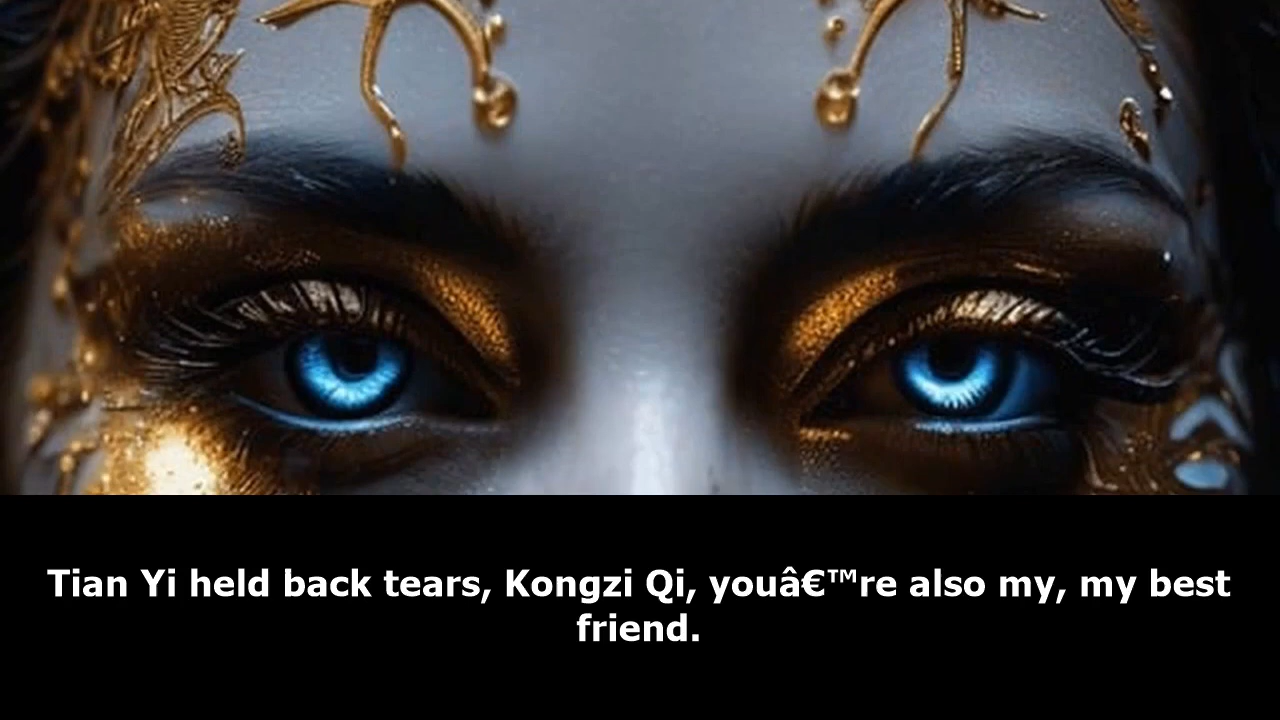 Tian Yi held back tears, Kongzi Qi, youâ€™re also my, my best
friend.